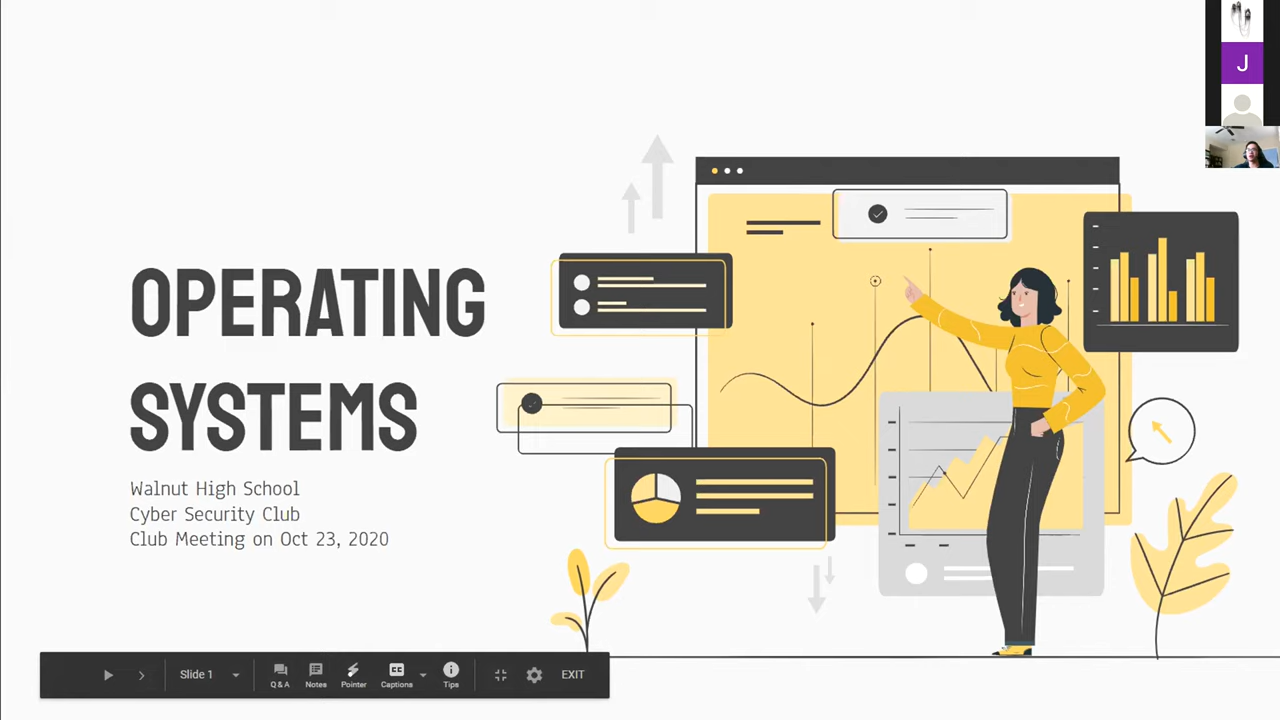 J
OPERATING
SYSTEMS
Walnut High School
Cyber Security Club
Club Meeting on Oct 23, 2020
Slide 1
Q & A
Notes
Pointer
Captions
Tips
EXIT